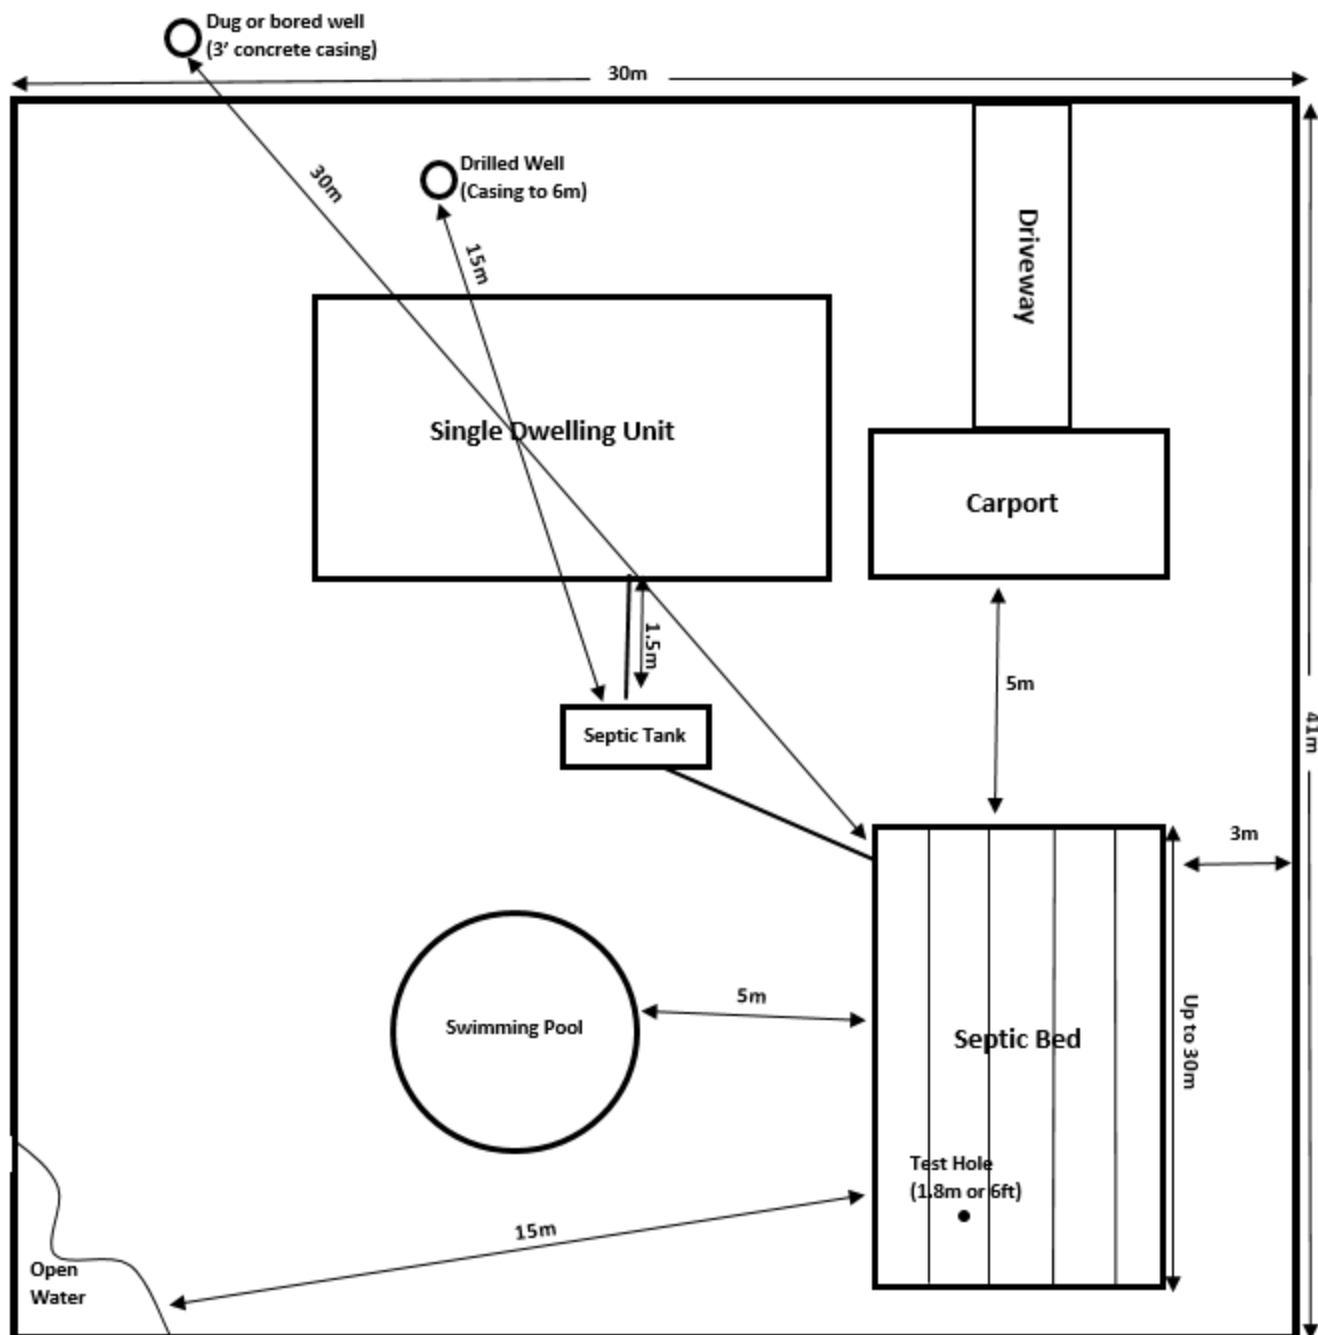 Dug or bored well
(3’ concrete casing)
30m
30m
Drilled Well
(Casing to 6m)
15m
Driveway
Single Dwelling Unit
Carport
1.5m
5m
41m
Septic Tank
3m
5m
Swimming Pool
Septic Bed
Up to 30m
Test Hole
(1.8m or 6ft)
15m
Open
Water